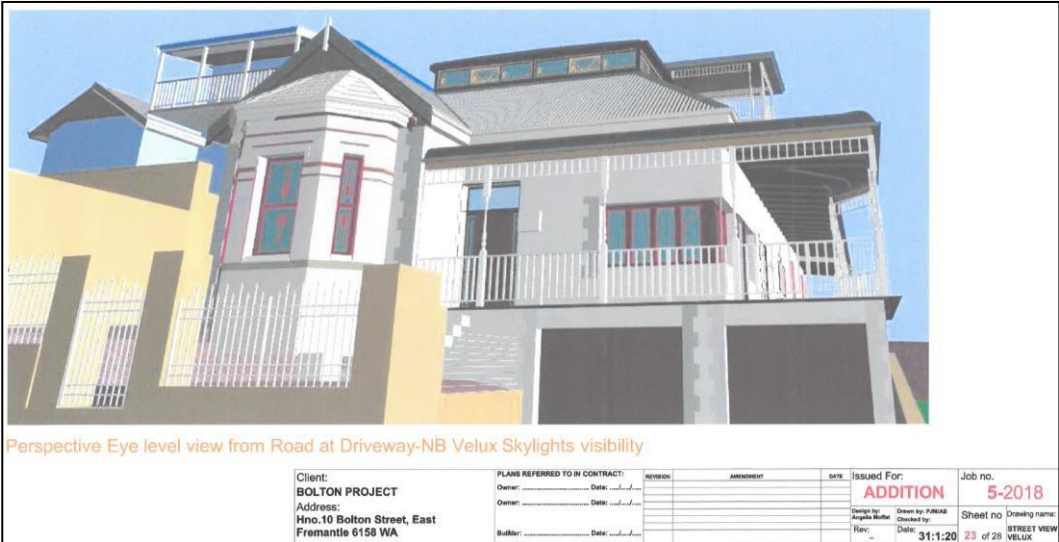 Perspective Eye level view from Road at Driveway-NB Velux Skylights visibility
Client:
BOLTON PROJECT
Address:
Hno.10 Bolton Street, East
Fremantle 6158 WA
PLANS REFERRED TO IN CONTRACT:
Owner: ............................ Date: ...../...../.....
Owner: ............................ Date: ...../...../.....
Builder: ............................ Date: ...../...../.....
REVISION AMENDMENT DATE
Issued For:
ADDITION
Design by:
Angella Moffat
Drawn by: PJM/AB
Checked by:
Rev:
-
Date:
31:1:20
Job no.
5-2018
Sheet no
23 of 28
Drawing name:
STREET VIEW
VELUX